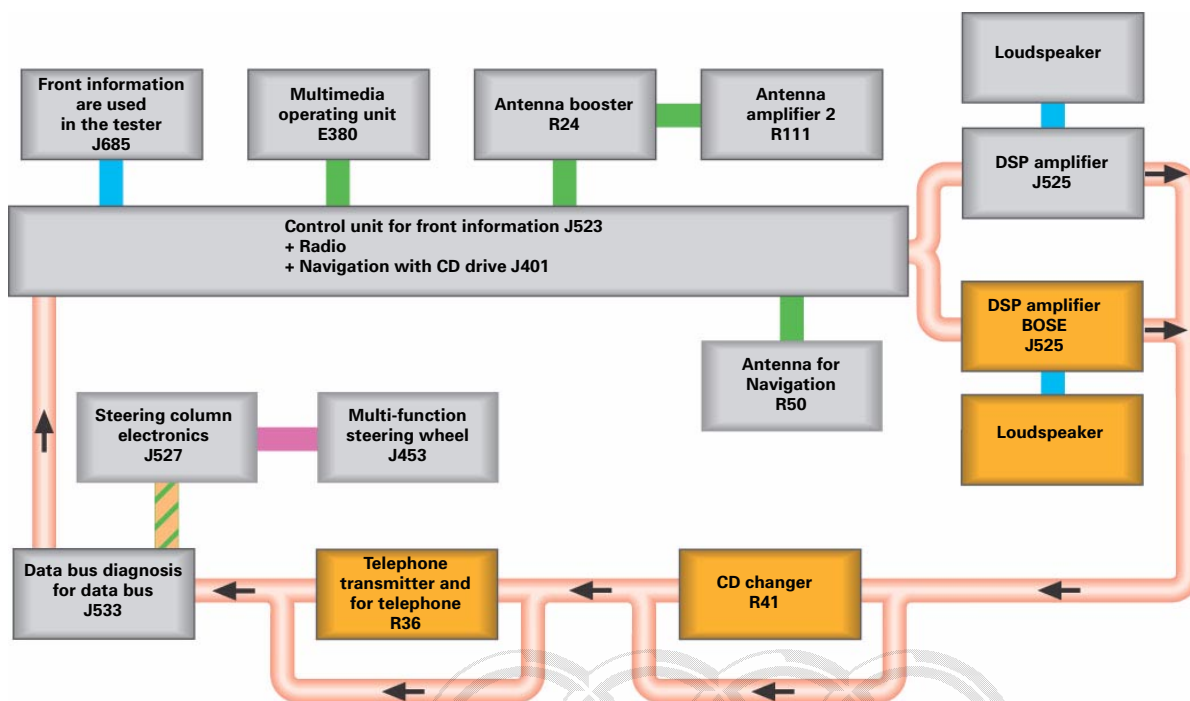 Front information
are used
in the tester
J685
Multimedia
operating unit
E380
Antenna booster
R24
Antenna
amplifier 2
R111
Loudspeaker
DSP amplifier
J525
Control unit for front information J523
+ Radio
+ Navigation with CD drive J401
DSP amplifier
BOSE
J525
Antenna for
Navigation
R50
Loudspeaker
Steering column
electronics
J527
Multi-function
steering wheel
J453
Data bus diagnosis
for data bus
J533
Telephone
transmitter and
for telephone
R36
CD changer
R41